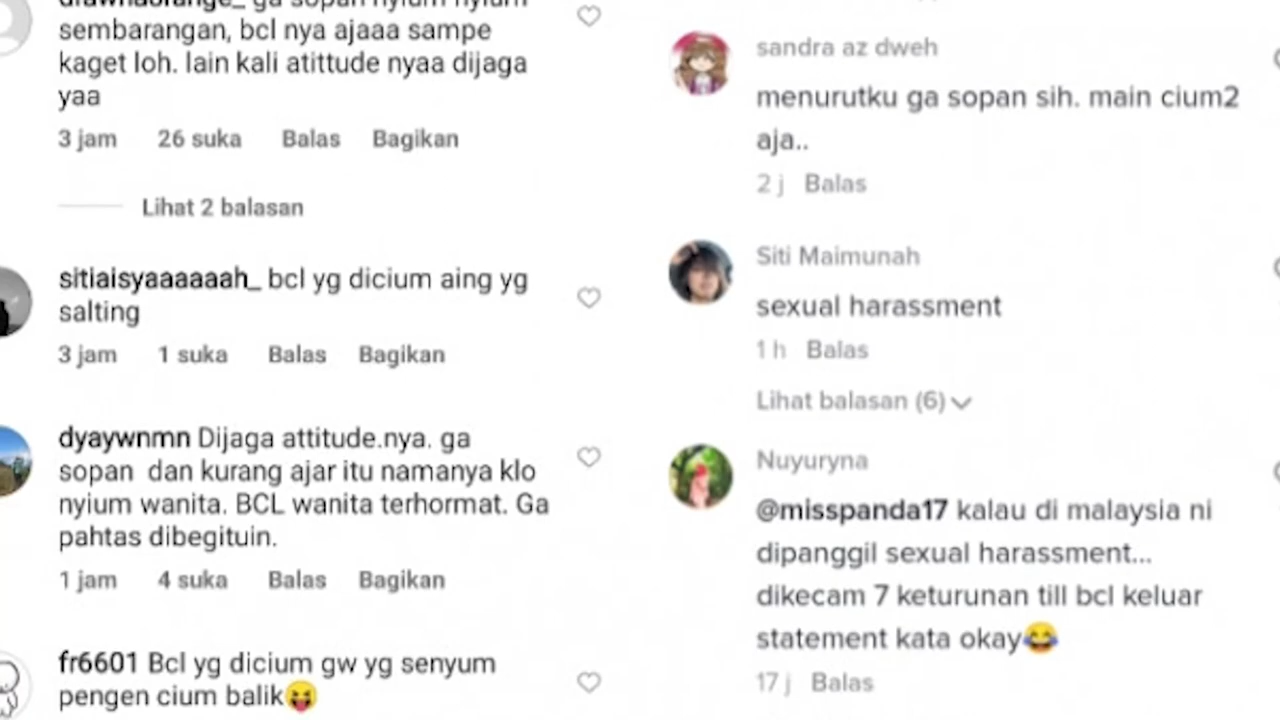 ga sopan nyium nyium
sembarangan, bcl nya ajaaa sampe
kaget loh. lain kali atittude nyaa dijaga
yaa
3 jam 26 suka Balas Bagikan
Lihat 2 balasan
sitiaisyaaaaaah_ bcl yg dicium aing yg
salting
3 jam 1 suka Balas Bagikan
dyaywnmn Dijaga attitude.nya. ga
sopan dan kurang ajar itu namanya klo
nyium wanita. BCL wanita terhormat. Ga
pahtas dibegituin.
1 jam 4 suka Balas Bagikan
fr6601 Bcl yg dicium gw yg senyum
pengen cium balik😝
sandra az dweh
menurutku ga sopan sih. main cium2
aja..
2 j Balas
Siti Maimunah
sexual harassment
1 h Balas
Lihat balasan (6)
Nuyuryna
@misspanda17 kalau di malaysia ni
dipanggil sexual harassment...
dikecam 7 keturunan till bcl keluar
statement kata okay😂
17 j Balas